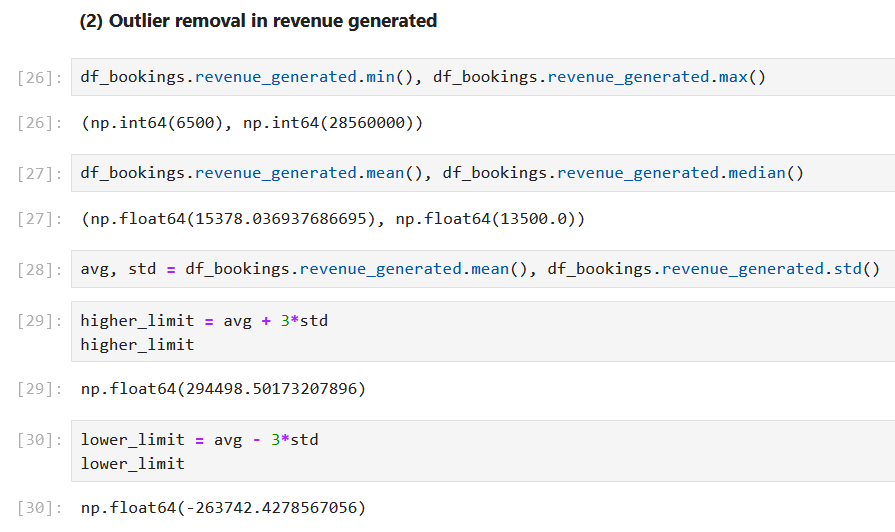 (2) Outlier removal in revenue generated
[26]: df_bookings.revenue_generated.min(), df_bookings.revenue_generated.max()
[26]: (np.int64(6500), np.int64(28560000))
[27]: df_bookings.revenue_generated.mean(), df_bookings.revenue_generated.median()
[27]: (np.float64(15378.036937686695), np.float64(13500.0))
[28]: avg, std = df_bookings.revenue_generated.mean(), df_bookings.revenue_generated.std()
[29]: higher_limit = avg + 3*std
higher_limit
[29]: np.float64(294498.50173207896)
[30]: lower_limit = avg - 3*std
lower_limit
[30]: np.float64(-263742.4278567056)